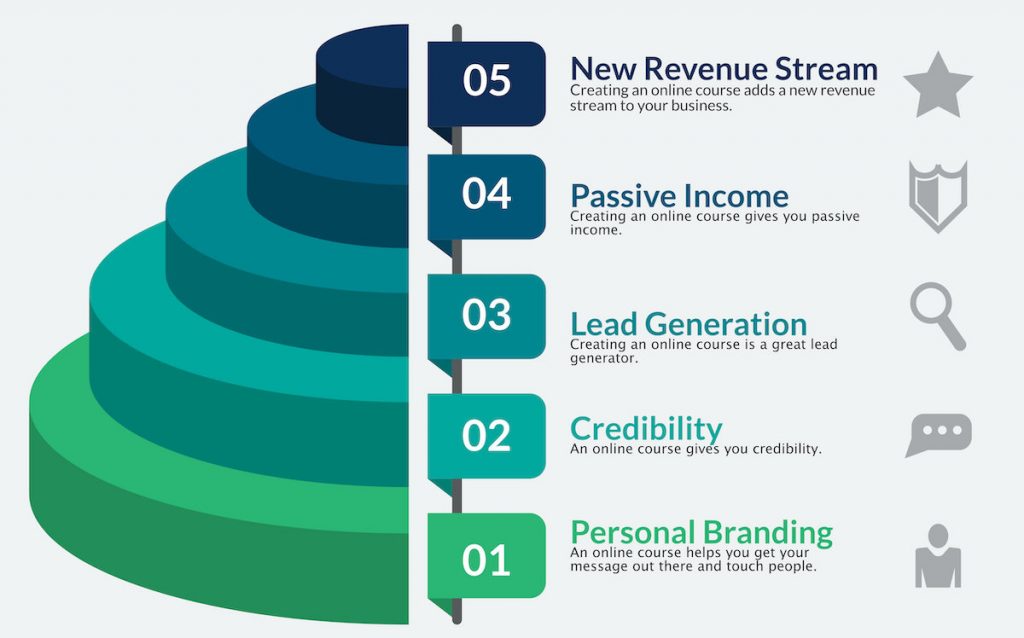 05
New Revenue Stream
Creating an online course adds a new revenue
stream to your business.
04
Passive Income
Creating an online course gives you passive
income.
03
Lead Generation
Creating an online course is a great lead
generator.
02
Credibility
An online course gives you credibility.
01
Personal Branding
An online course helps you get your
message out there and touch people.